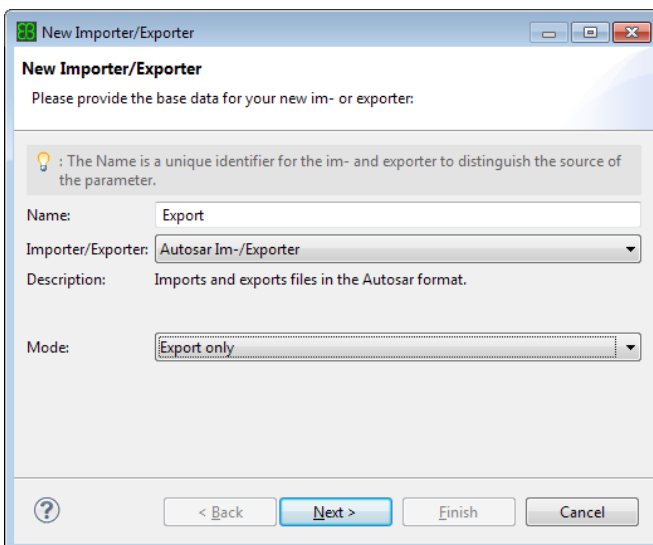 New Importer/Exporter
New Importer/Exporter
Please provide the base data for your new im- or exporter:
: The Name is a unique identifier for the im- and exporter to distinguish the source of
the parameter.
Name: Export
Importer/Exporter: Autosar Im-/Exporter
Description: Imports and exports files in the Autosar format.
Mode: Export only
? < Back Next > Finish Cancel